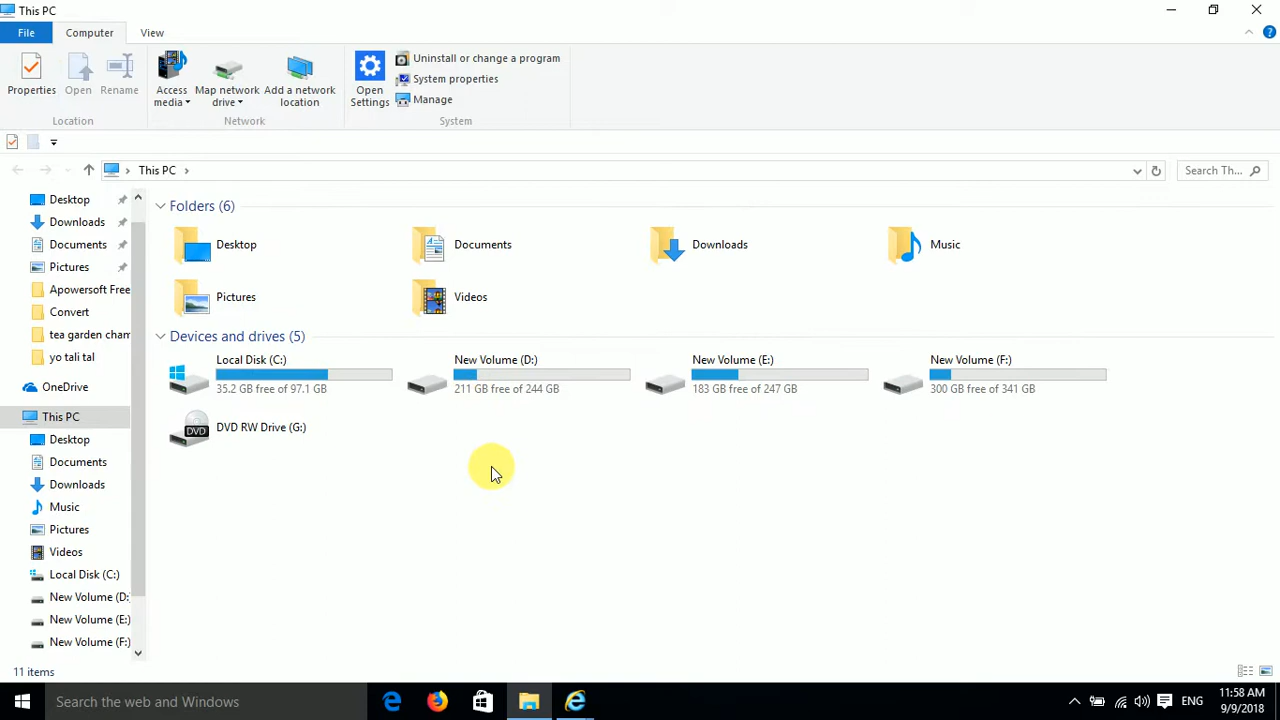 This PC
File Computer View
Properties
Open
Rename
Access media
Map network drive
Add a network location
Open Settings
Uninstall or change a program
System properties
Manage
Location
Network
System
This PC
Search Th...
Desktop
Downloads
Documents
Pictures
Apowersoft Free
Convert
tea garden cham
yo tali tal
OneDrive
This PC
Desktop
Documents
Downloads
Music
Pictures
Videos
Local Disk (C:)
New Volume (D:
New Volume (E:)
New Volume (F:)
Folders (6)
Desktop
Documents
Downloads
Music
Pictures
Videos
Devices and drives (5)
Local Disk (C:)
35.2 GB free of 97.1 GB
New Volume (D:)
211 GB free of 244 GB
New Volume (E:)
183 GB free of 247 GB
New Volume (F:)
300 GB free of 341 GB
DVD
DVD RW Drive (G:)
11 items
Search the web and Windows
ENG
11:58 AM
9/9/2018